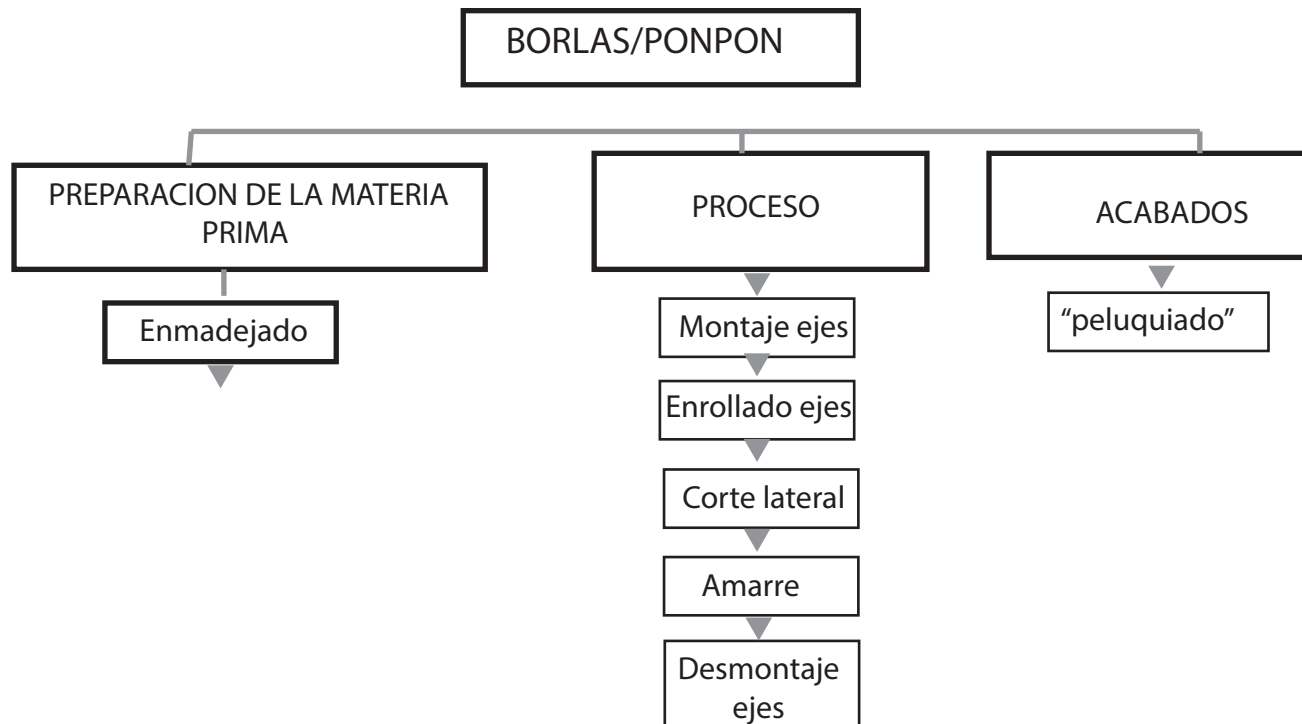 BORLAS/PONPON
PREPARACION DE LA MATERIA
PRIMA
Enmadejado
PROCESO
Montaje ejes
Enrollado ejes
Corte lateral
Amarre
Desmontaje
ejes
ACABADOS
“peluquiado”